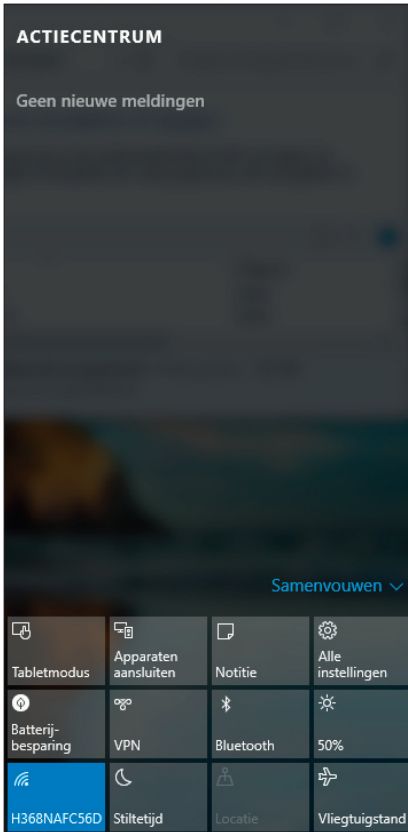 ACTIECENTRUM
Geen nieuwe meldingen
Samenvouwen
Tabletmodus
Apparaten
aansluiten
Notitie
Alle
instellingen
Batterij-
besparing
VPN
Bluetooth
50%
H368NAFC56D
Stiltetijd
Locatie
Vliegtuigstand